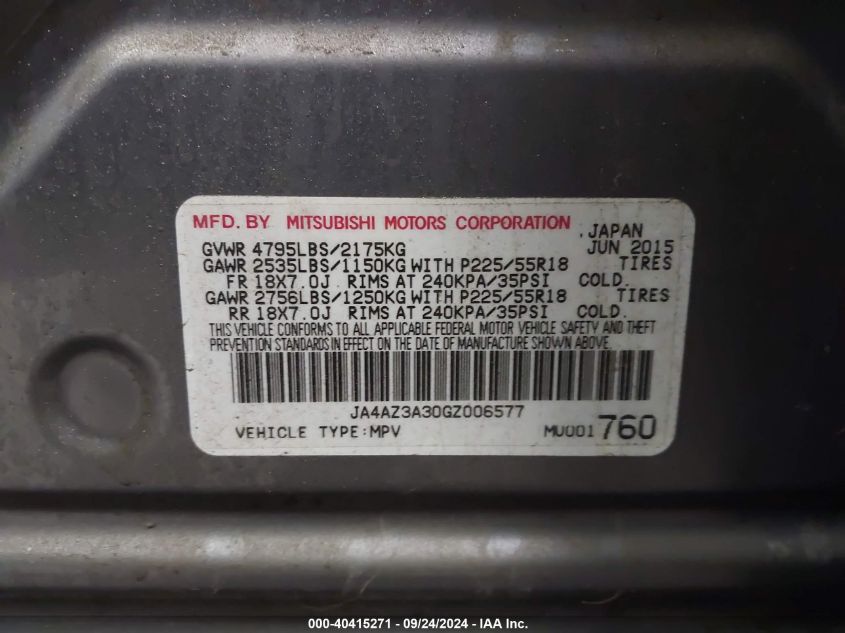 MFD. BY MITSUBISHI MOTORS CORPORATION
, JAPAN
GVWR 4795LBS/2175KG JUN 2015
GAWR 2535LBS/1150KG WITH P225/55R18 TIRES
FR 18X7.0J RIMS AT 240KPA/35PSI COLD.
GAWR 2756LBS/1250KG WITH P225/55R18 TIRES
RR 18X7.0J RIMS AT 240KPA/35PSI COLD.
THIS VEHICLE CONFORMS TO ALL APPLICABLE FEDERAL MOTOR VEHICLE SAFETY AND THEFT
PREVENTION STANDARDS IN EFFECT ON THE DATE OF MANUFACTURE SHOWN ABOVE.
JA4AZ3A30GZ006577
VEHICLE TYPE:MPV MU001 760
000-40415271 - 09/24/2024 - IAA Inc.